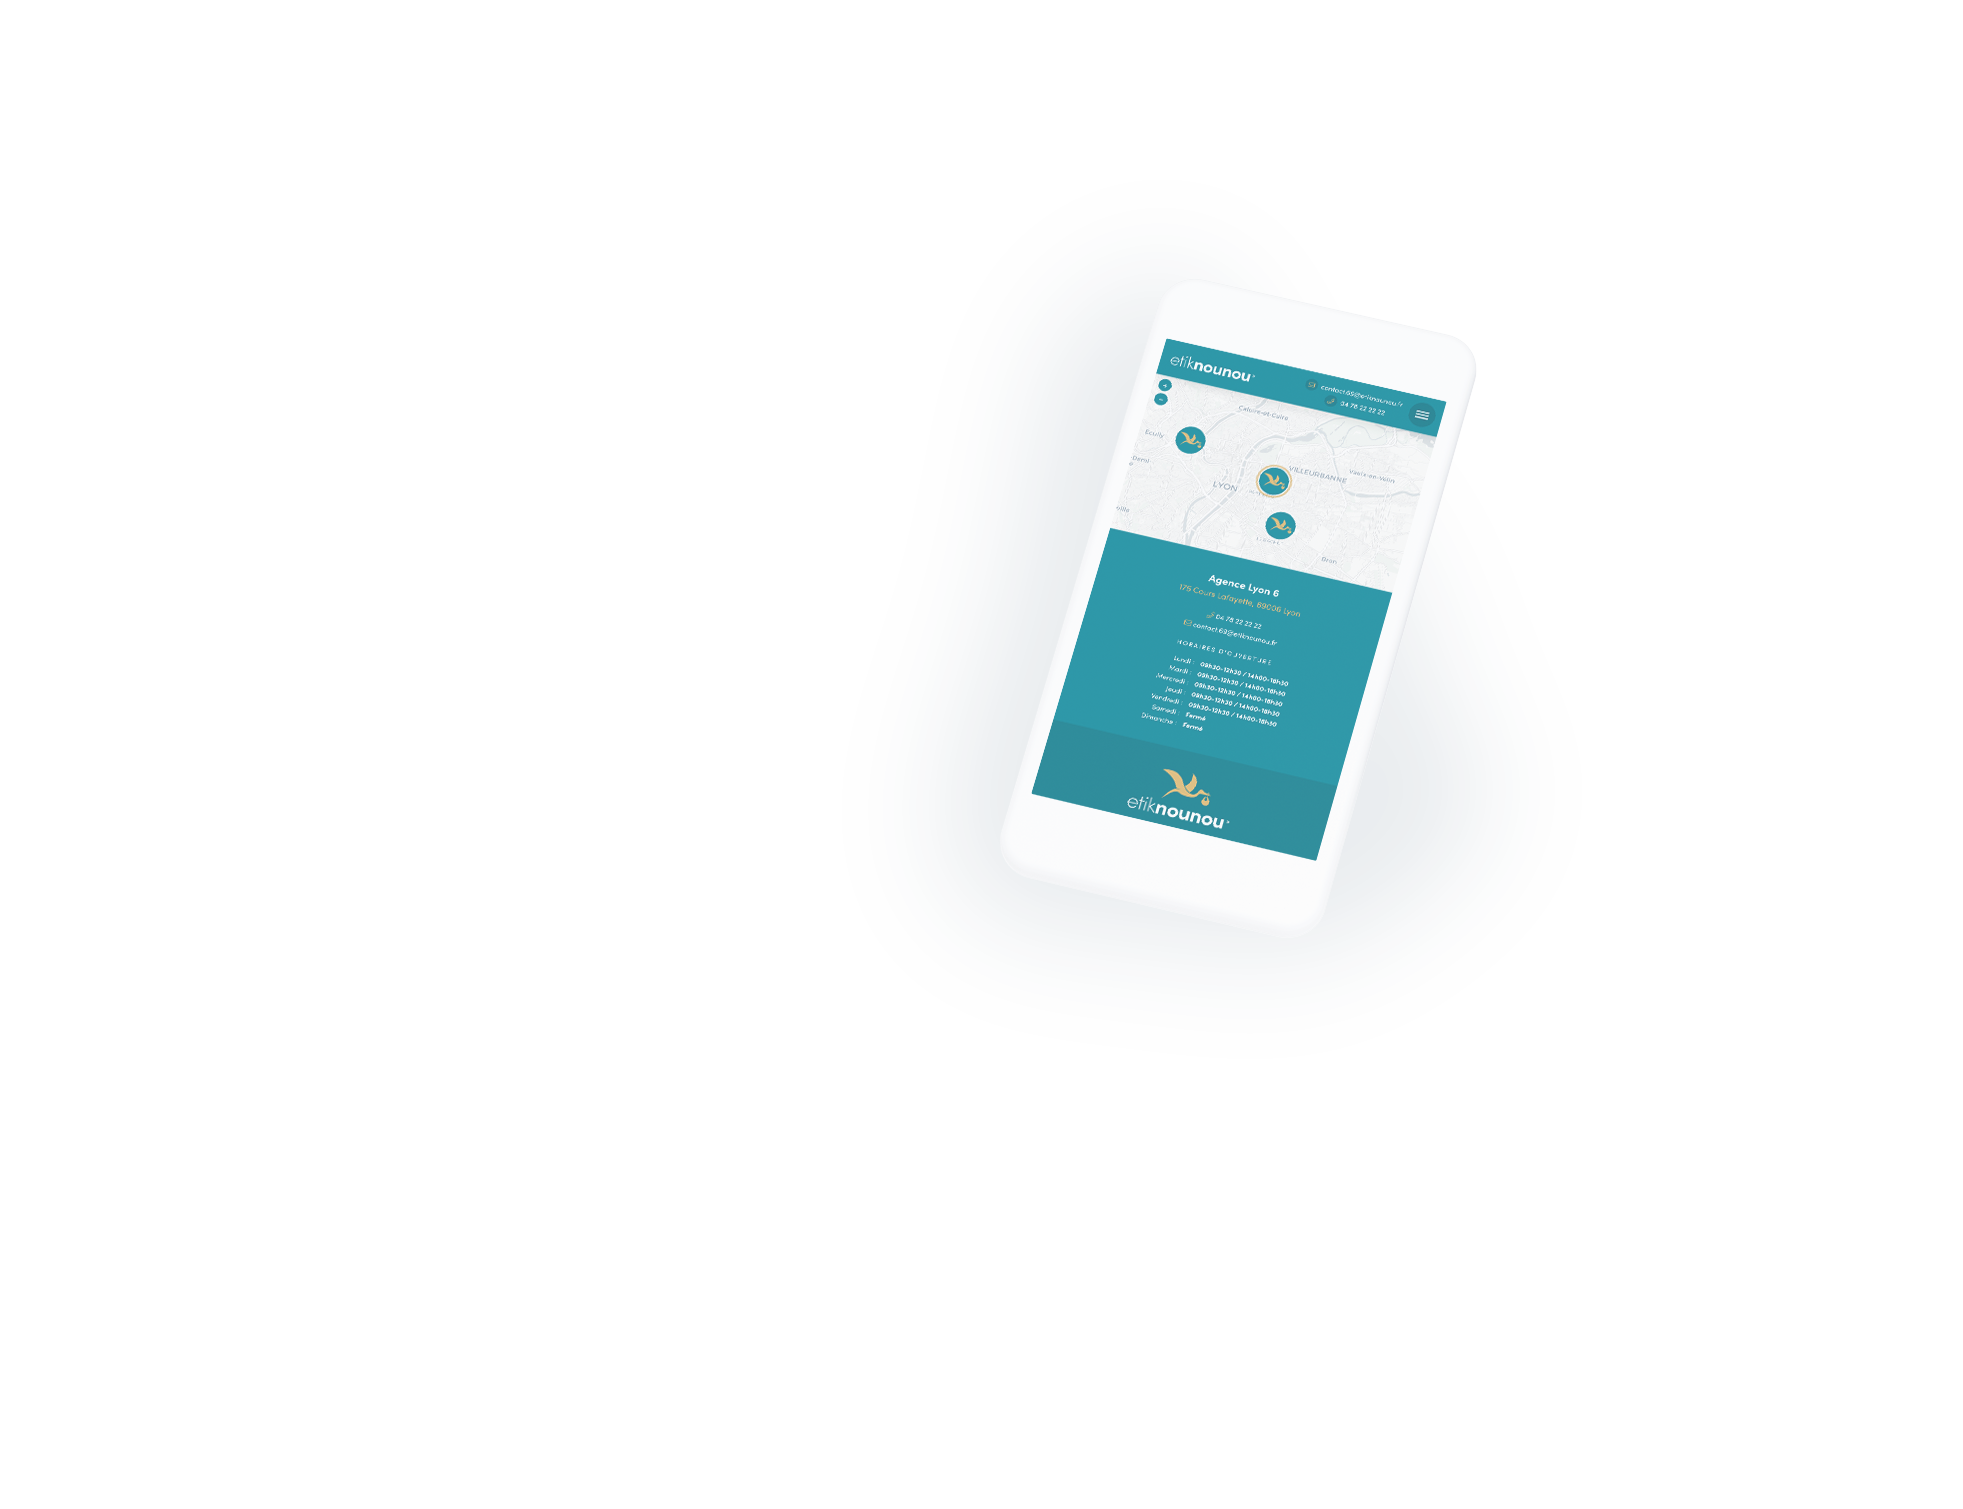 etiknounou
contact.69@etiknounou.fr
04 78 22 22 22
Caluire-et-Cuire
Écully
VILLEURBANNE
Vaulx-en-Velin
LYON
Bron
Agence Lyon 6
175 Cours Lafayette, 69006 Lyon
04 78 22 22 22
contact.69@etiknounou.fr
HORAIRES D'OUVERTURE
Lundi : 09h30-12h30 / 14h00-18h30
Mardi : 09h30-12h30 / 14h00-18h30
Mercredi : 09h30-12h30 / 14h00-18h30
Jeudi : 09h30-12h30 / 14h00-18h30
Vendredi : 09h30-12h30 / 14h00-18h30
Samedi : Fermé
Dimanche : Fermé
etiknounou